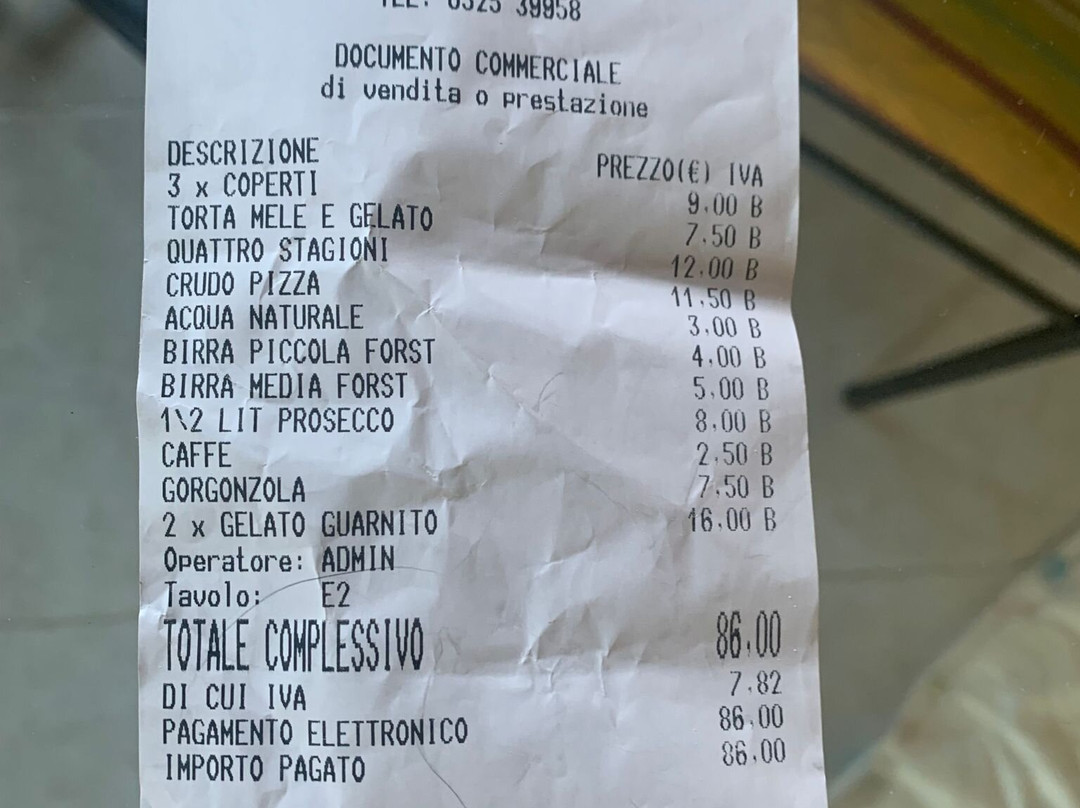 TEL: 0323 39958
DOCUMENTO COMMERCIALE
di vendita o prestazione
DESCRIZIONE PREZZO(€) IVA
3 x COPERTI 9.00 B
TORTA MELE E GELATO 7.50 B
QUATTRO STAGIONI 12.00 B
CRUDO PIZZA 11.50 B
ACQUA NATURALE 3.00 B
BIRRA PICCOLA FORST 4.00 B
BIRRA MEDIA FORST 5.00 B
1\2 LIT PROSECCO 8.00 B
CAFFE 2.50 B
GORGONZOLA 7.50 B
2 x GELATO GUARNITO 16.00 B
Operatore: ADMIN
Tavolo: E2
TOTALE COMPLESSIVO 86.00
DI CUI IVA 7.82
PAGAMENTO ELETTRONICO 86.00
IMPORTO PAGATO 86.00